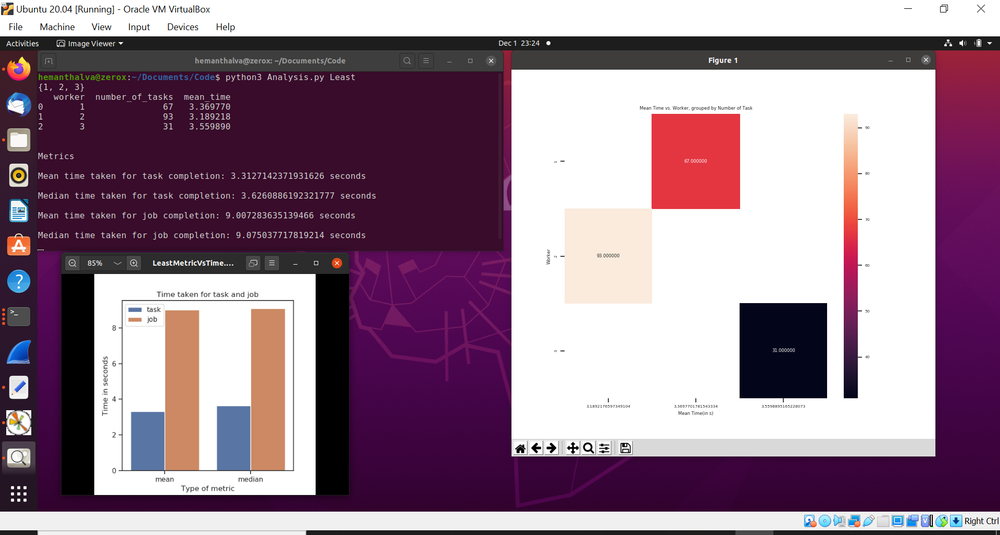 Ubuntu 20.04 [Running] - Oracle VM VirtualBox
File Machine View Input Devices Help
Activities Image Viewer Dec 1 23:24
hemanthalva@zerox: ~/Documents/Code
hemanthalva@zerox:~/Documents/Code$ python3 Analysis.py Least
{1, 2, 3}
worker number_of_tasks mean_time
0 1 67 3.369770
1 2 93 3.189218
2 3 31 3.559890
Metrics
Mean time taken for task completion: 3.3127142371931626 seconds
Median time taken for task completion: 3.6260886192321777 seconds
Mean time taken for job completion: 9.007283635139466 seconds
Median time taken for job completion: 9.075037717819214 seconds
85% LeastMetricVsTime....
Time taken for task and job
task
job
8
6
4
2
0
Time in seconds
mean median
Type of metric
Figure 1
Mean Time vs. Worker, grouped by Number of Task
67.000000
93.000000
31.000000
1
2
3
Worker
3.1892176597349104 3.3697701781543334 3.5598895165228073
Mean Time(in s)
90
80
70
60
50
40
Right Ctrl